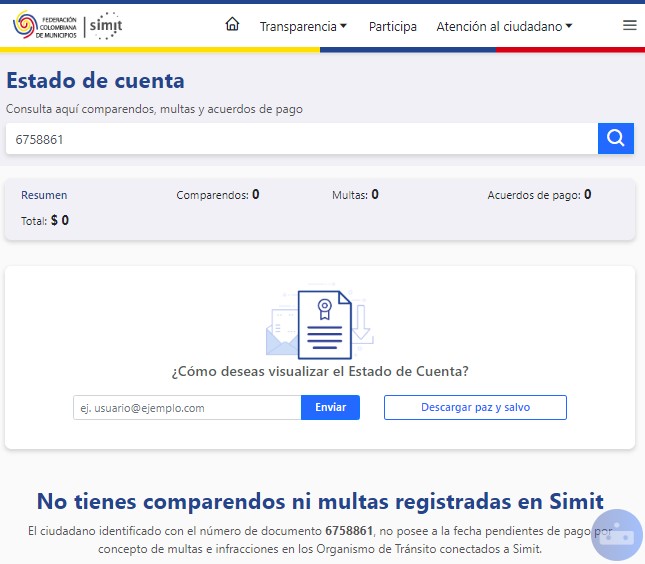 FEDERACIÓN
COLOMBIANA
DE MUNICIPIOS
simit
Transparencia
Participa
Atención al ciudadano
Estado de cuenta
Consulta aquí comparendos, multas y acuerdos de pago
6758861
Resumen
Comparendos: 0
Multas: 0
Acuerdos de pago: 0
Total: $ 0
¿Cómo deseas visualizar el Estado de Cuenta?
ej. usuario@ejemplo.com
Enviar
Descargar paz y salvo
No tienes comparendos ni multas registradas en Simit
El ciudadano identificado con el número de documento 6758861, no posee a la fecha pendientes de pago por
concepto de multas e infracciones en los Organismo de Tránsito conectados a Simit.